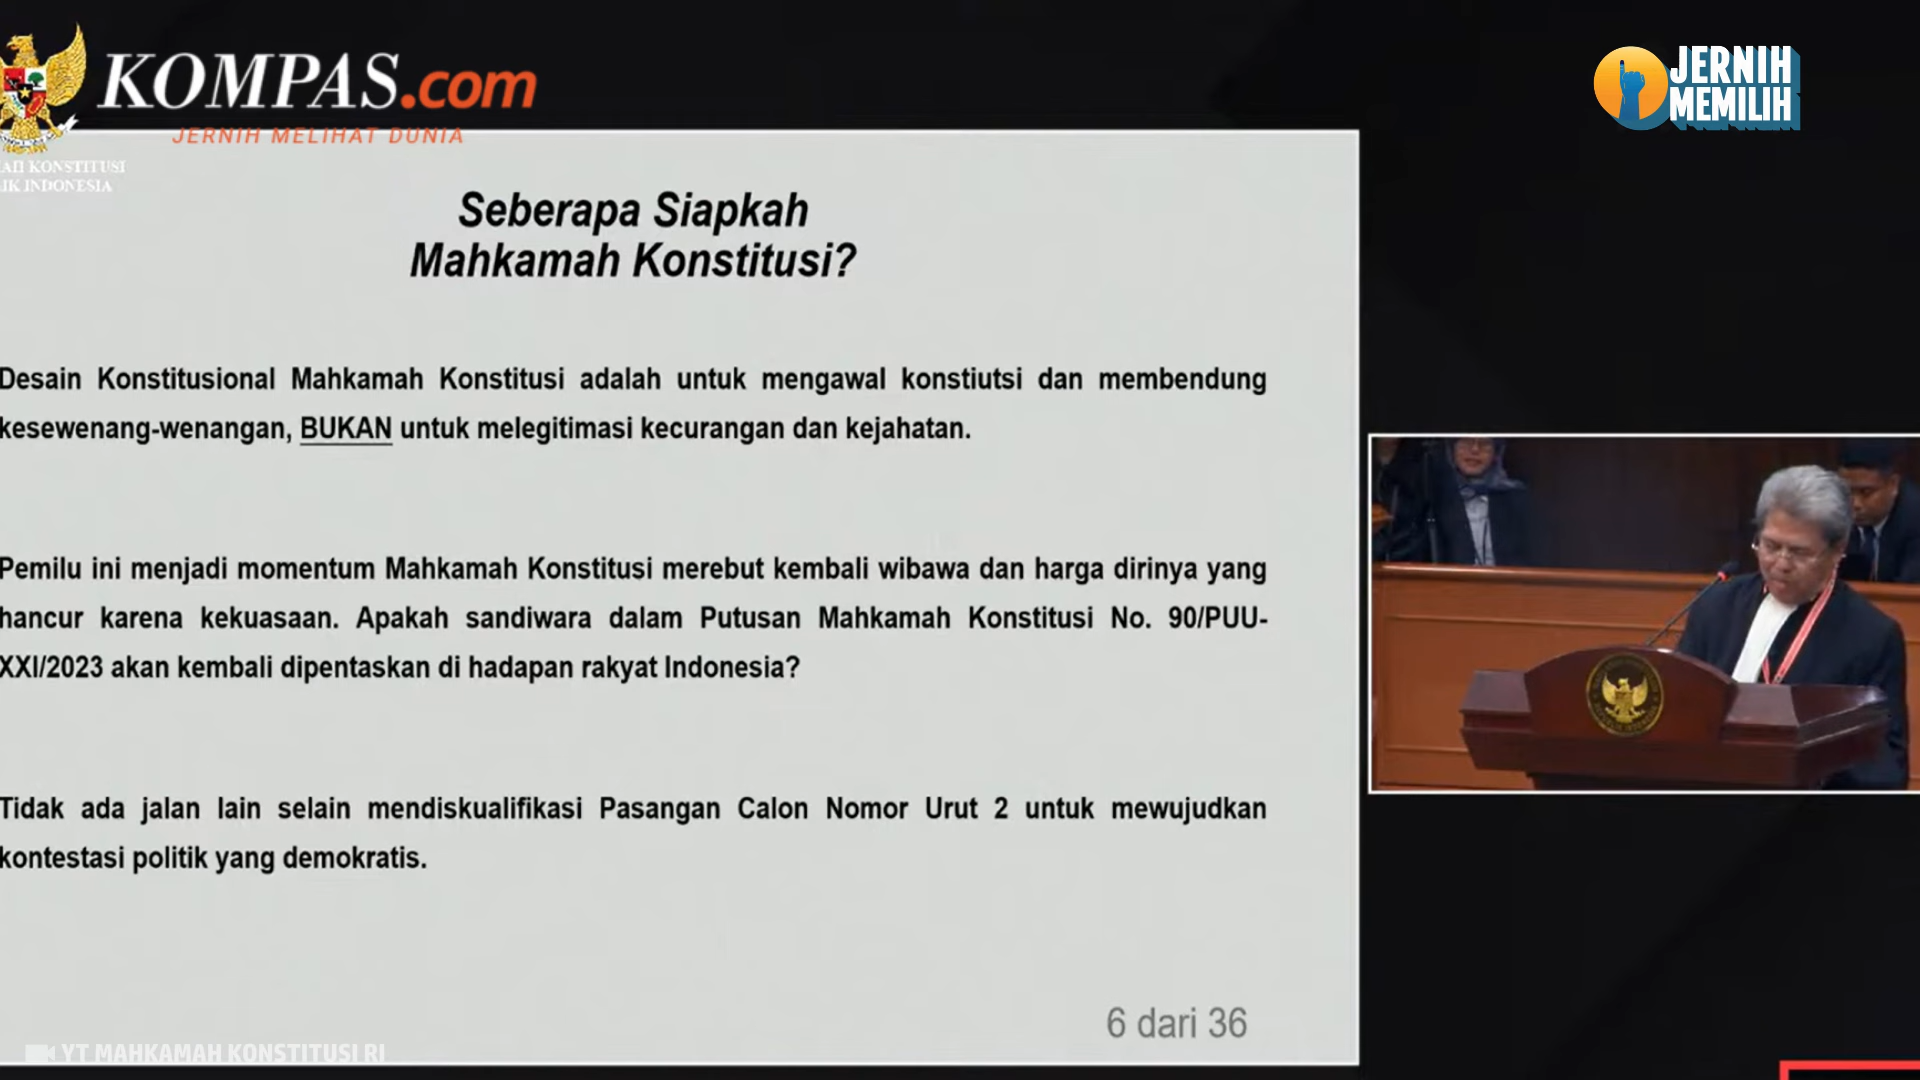 KOMPAS.com
JERNIH MELIHAT DUNIA
JERNIH
MEMILIH
KONSTITUSI
INDONESIA
Seberapa Siapkah
Mahkamah Konstitusi?
Desain Konstitusional Mahkamah Konstitusi adalah untuk mengawal konstiutsi dan membendung
kesewenang-wenangan, BUKAN untuk melegitimasi kecurangan dan kejahatan.
Pemilu ini menjadi momentum Mahkamah Konstitusi merebut kembali wibawa dan harga dirinya yang
hancur karena kekuasaan. Apakah sandiwara dalam Putusan Mahkamah Konstitusi No. 90/PUU-
XXI/2023 akan kembali dipentaskan di hadapan rakyat Indonesia?
Tidak ada jalan lain selain mendiskualifikasi Pasangan Calon Nomor Urut 2 untuk mewujudkan
kontestasi politik yang demokratis.
6 dari 36
YT MAHKAMAH KONSTITUSI RI